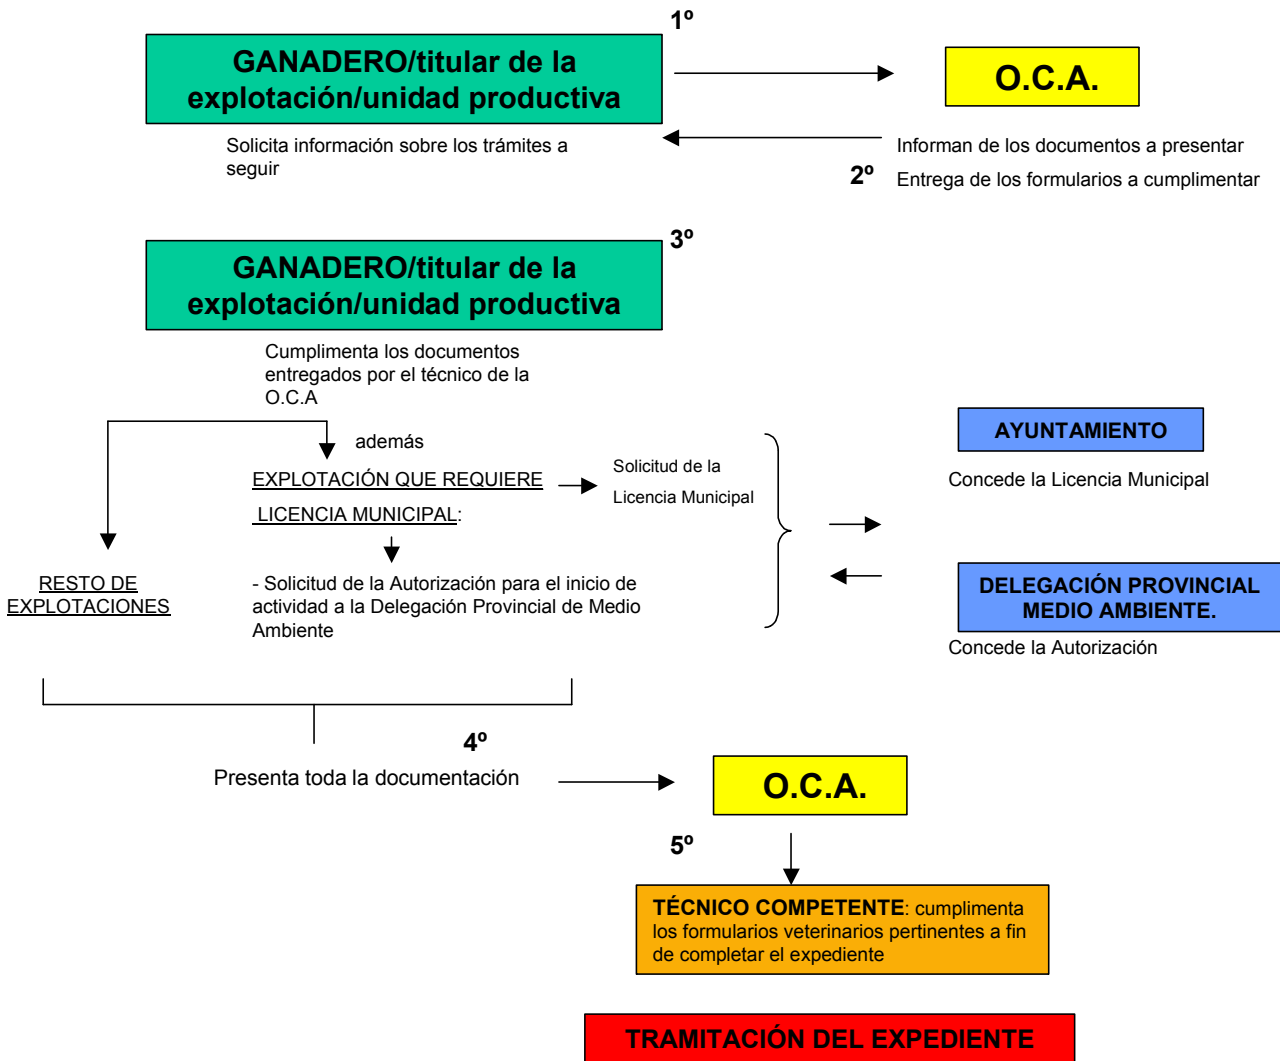 1º
GANADERO/titular de la
explotación/unidad productiva
O.C.A.
Solicita información sobre los trámites a
seguir
Informan de los documentos a presentar
2º
Entrega de los formularios a cumplimentar
3º
GANADERO/titular de la
explotación/unidad productiva
Cumplimenta los documentos
entregados por el técnico de la
O.C.A
además
EXPLOTACIÓN QUE REQUIERE
LICENCIA MUNICIPAL:
Solicitud de la
Licencia Municipal
AYUNTAMIENTO
Concede la Licencia Municipal
RESTO DE
EXPLOTACIONES
- Solicitud de la Autorización para el inicio de
actividad a la Delegación Provincial de Medio
Ambiente
DELEGACIÓN PROVINCIAL
MEDIO AMBIENTE.
Concede la Autorización
4º
Presenta toda la documentación
O.C.A.
5º
TÉCNICO COMPETENTE: cumplimenta
los formularios veterinarios pertinentes a fin
de completar el expediente
TRAMITACIÓN DEL EXPEDIENTE